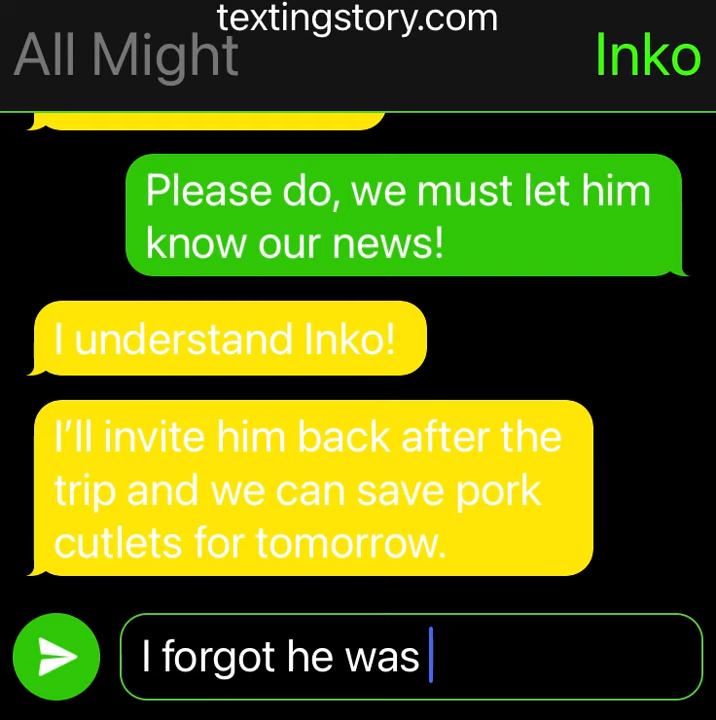 textingstory.com
All Might
Inko
Please do, we must let him
know our news!
I understand Inko!
I’ll invite him back after the
trip and we can save pork
cutlets for tomorrow.
I forgot he was